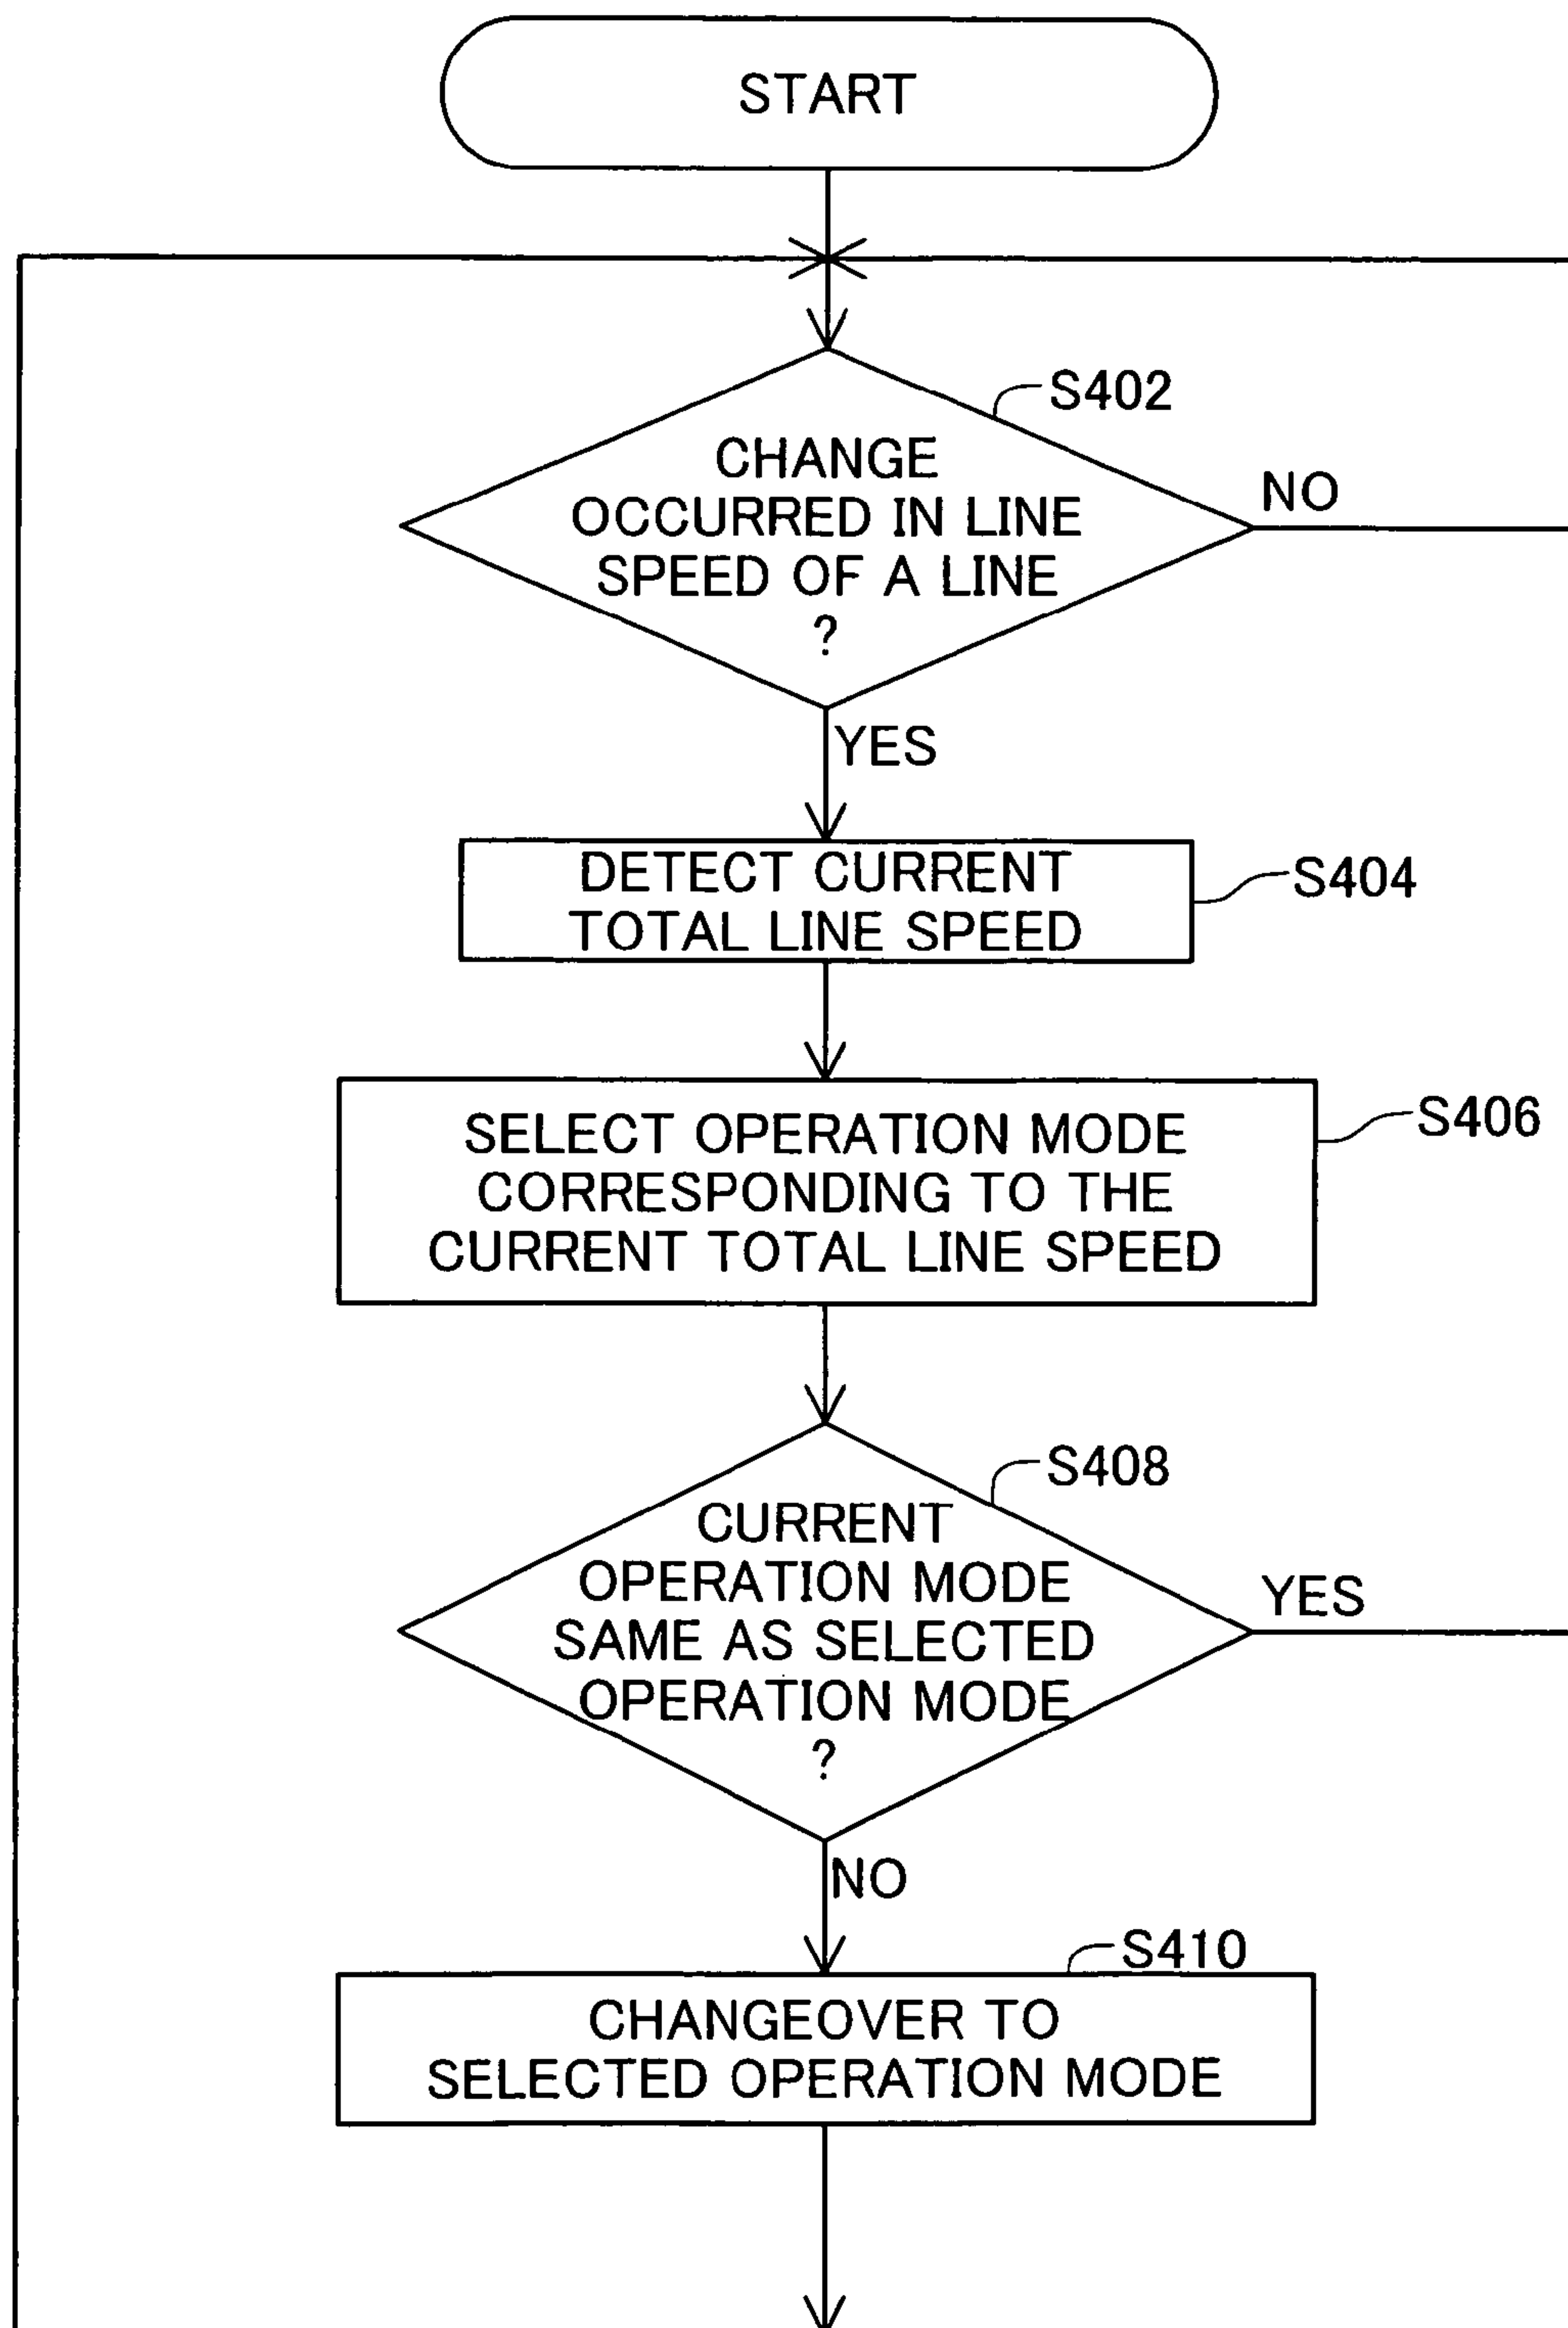 START
S402
CHANGE
OCCURRED IN LINE
SPEED OF A LINE
?
NO
YES
DETECT CURRENT
TOTAL LINE SPEED
S404
SELECT OPERATION MODE
CORRESPONDING TO THE
CURRENT TOTAL LINE SPEED
S406
S408
CURRENT
OPERATION MODE
SAME AS SELECTED
OPERATION MODE
?
YES
NO
S410
CHANGEOVER TO
SELECTED OPERATION MODE